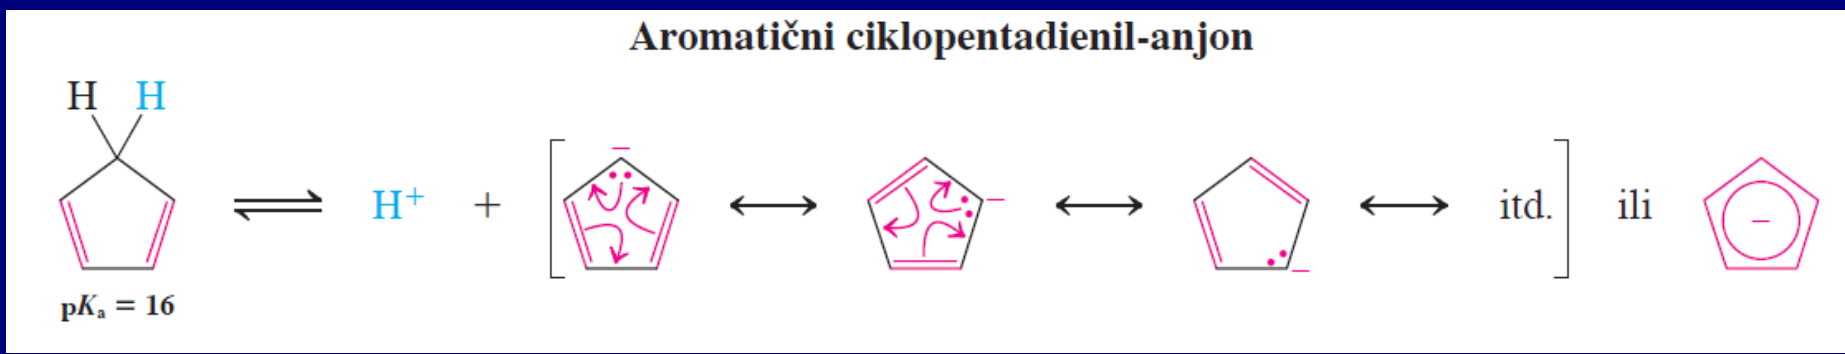 Aromatični ciklopentadienil-anjon
H H
H⁺ + [ − − − itd. ] ili −
pKₐ = 16